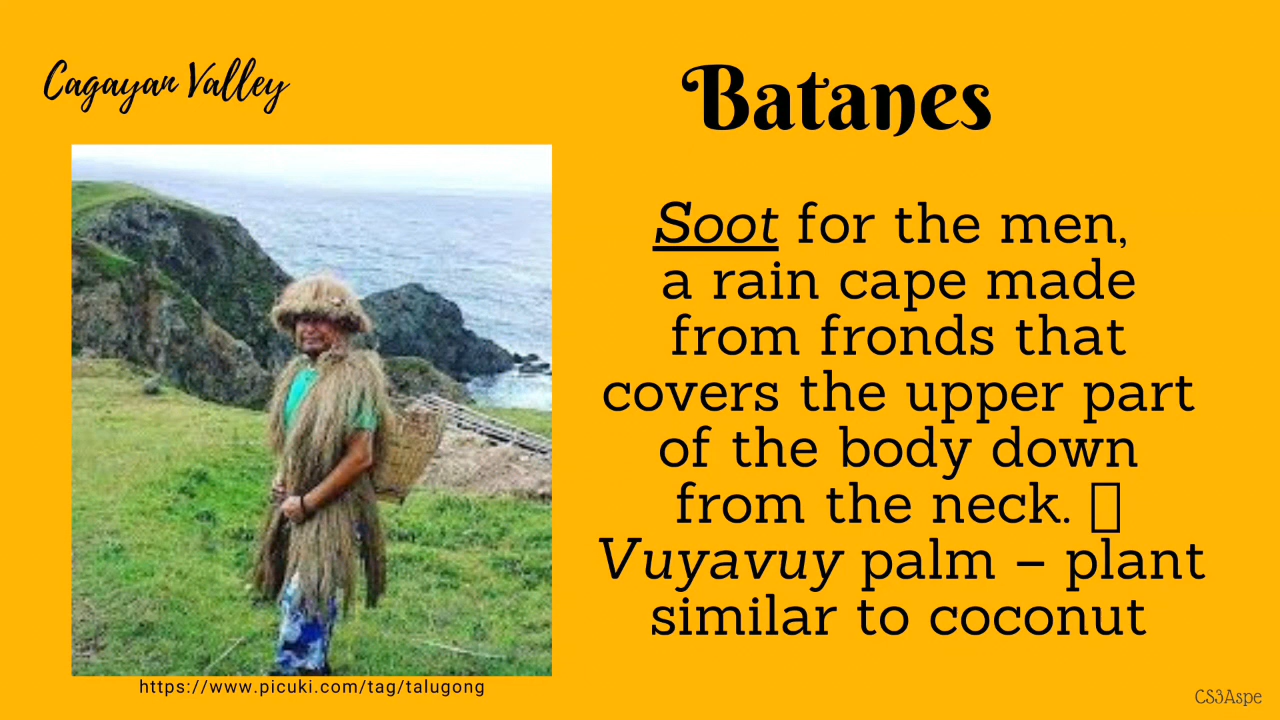 Cagayan Valley
Batanes
Soot for the men,
a rain cape made
from fronds that
covers the upper part
of the body down
from the neck. 
Vuyavuy palm – plant
similar to coconut
https://www.picuki.com/tag/talugong
CS3Aspe